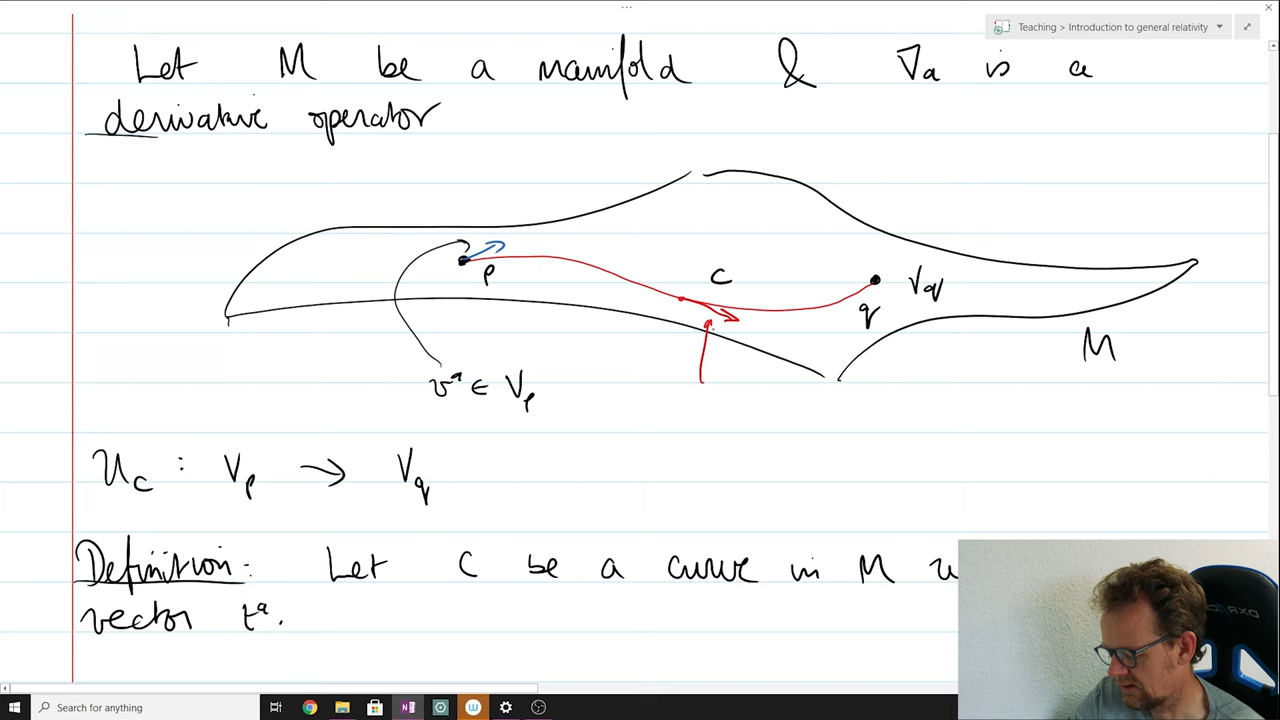 Teaching > Introduction to general relativity
Let M be a manifold & ∇a is a
derivative operator
p
C
q
Vq
M
vᵃ ∈ Vp
UC : Vp → Vq
Definition: Let C be a curve in M
vector tᵃ.
Search for anything